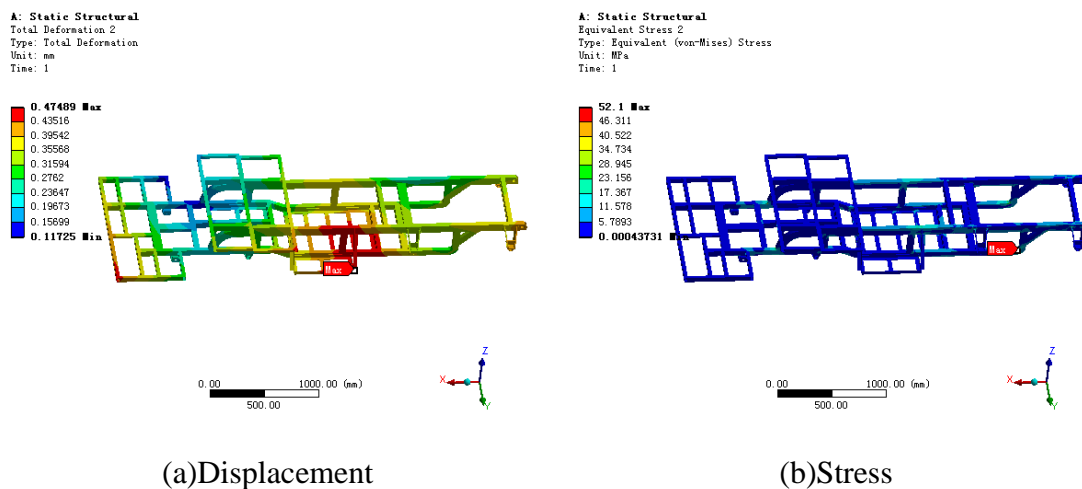 A: Static Structural
Total Deformation 2
Type: Total Deformation
Unit: mm
Time: 1
0.47489 Max
0.43516
0.39542
0.35568
0.31594
0.2762
0.23647
0.19673
0.15699
0.11725 Min
Max
0.00
1000.00 (mm)
500.00
X
Z
Y
(a)Displacement
A: Static Structural
Equivalent Stress 2
Type: Equivalent (von-Mises) Stress
Unit: MPa
Time: 1
52.1 Max
46.311
40.522
34.734
28.945
23.156
17.367
11.578
5.7893
0.00043731
Max
0.00
1000.00 (mm)
500.00
X
Z
Y
(b)Stress